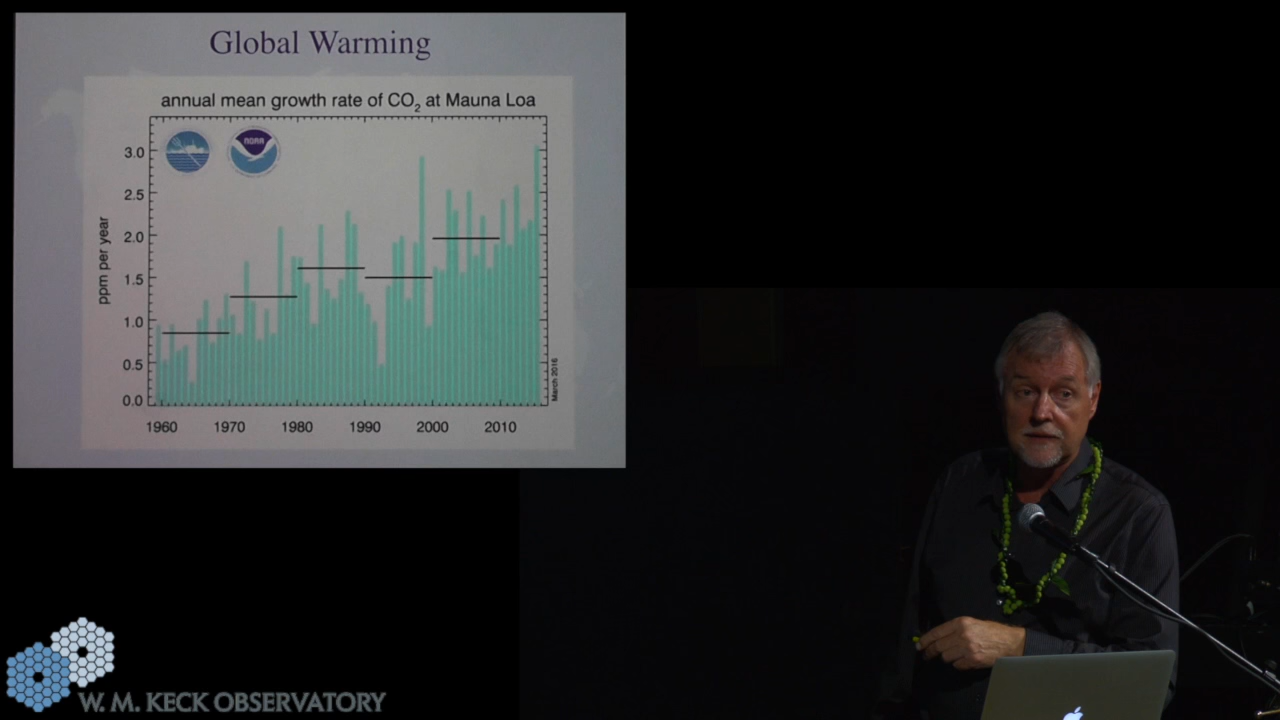 Global Warming
annual mean growth rate of CO₂ at Mauna Loa
NOAA
3.0
2.5
2.0
1.5
1.0
0.5
0.0
ppm per year
March 2016
1960 1970 1980 1990 2000 2010
W. M. KECK OBSERVATORY